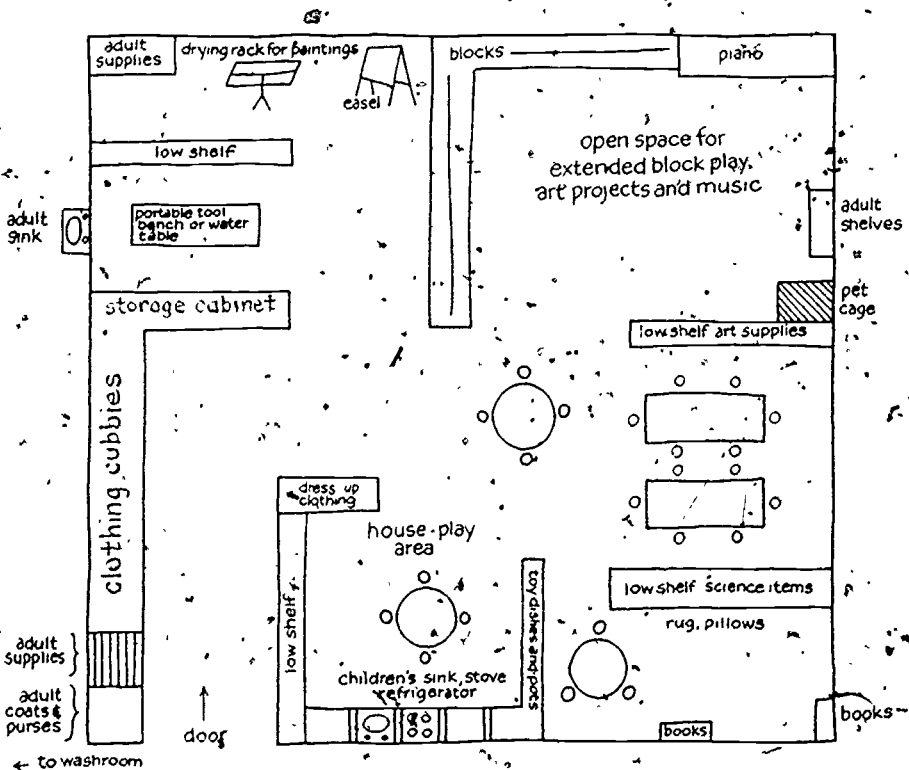 adult
supplies
drying rack for paintings
easel
blocks
piano
open space for
extended block play,
art projects and music
low shelf
adult
sink
portable tool
bench or water
table
adult
shelves
storage cabinet
pet
cage
low shelf art supplies
clothing cubbies
dress up
clothing
house-play
area
low shelf
toy dishes and pots
low shelf science items
rug, pillows
adult
supplies
children's sink, stove
refrigerator
adult
coats &
purses
door
books
books
← to washroom